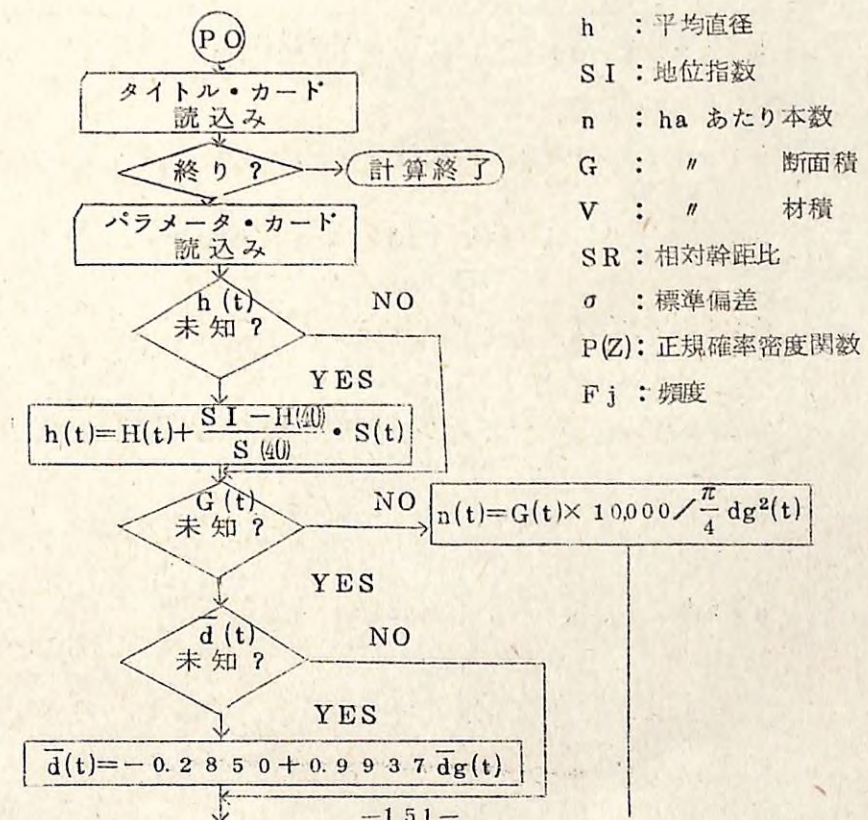 PO
タイトル・カード
読込み
終り?
計算終了
パラメータ・カード
読込み
h(t)
未知?
NO
YES
h(t)=H(t)+ SI-H(40) / S(40) ・S(t)
G(t)
未知?
NO
n(t)=G(t)×10,000/ π/4 dg²(t)
YES
d̄(t)
未知?
NO
YES
d̄(t)=-0.2850+0.9937d̄g(t)
h : 平均直径
SI : 地位指数
n : ha あたり本数
G : 〃 断面積
V : 〃 材積
SR : 相対幹距比
σ : 標準偏差
P(Z) : 正規確率密度関数
Fj : 頻度
-151-